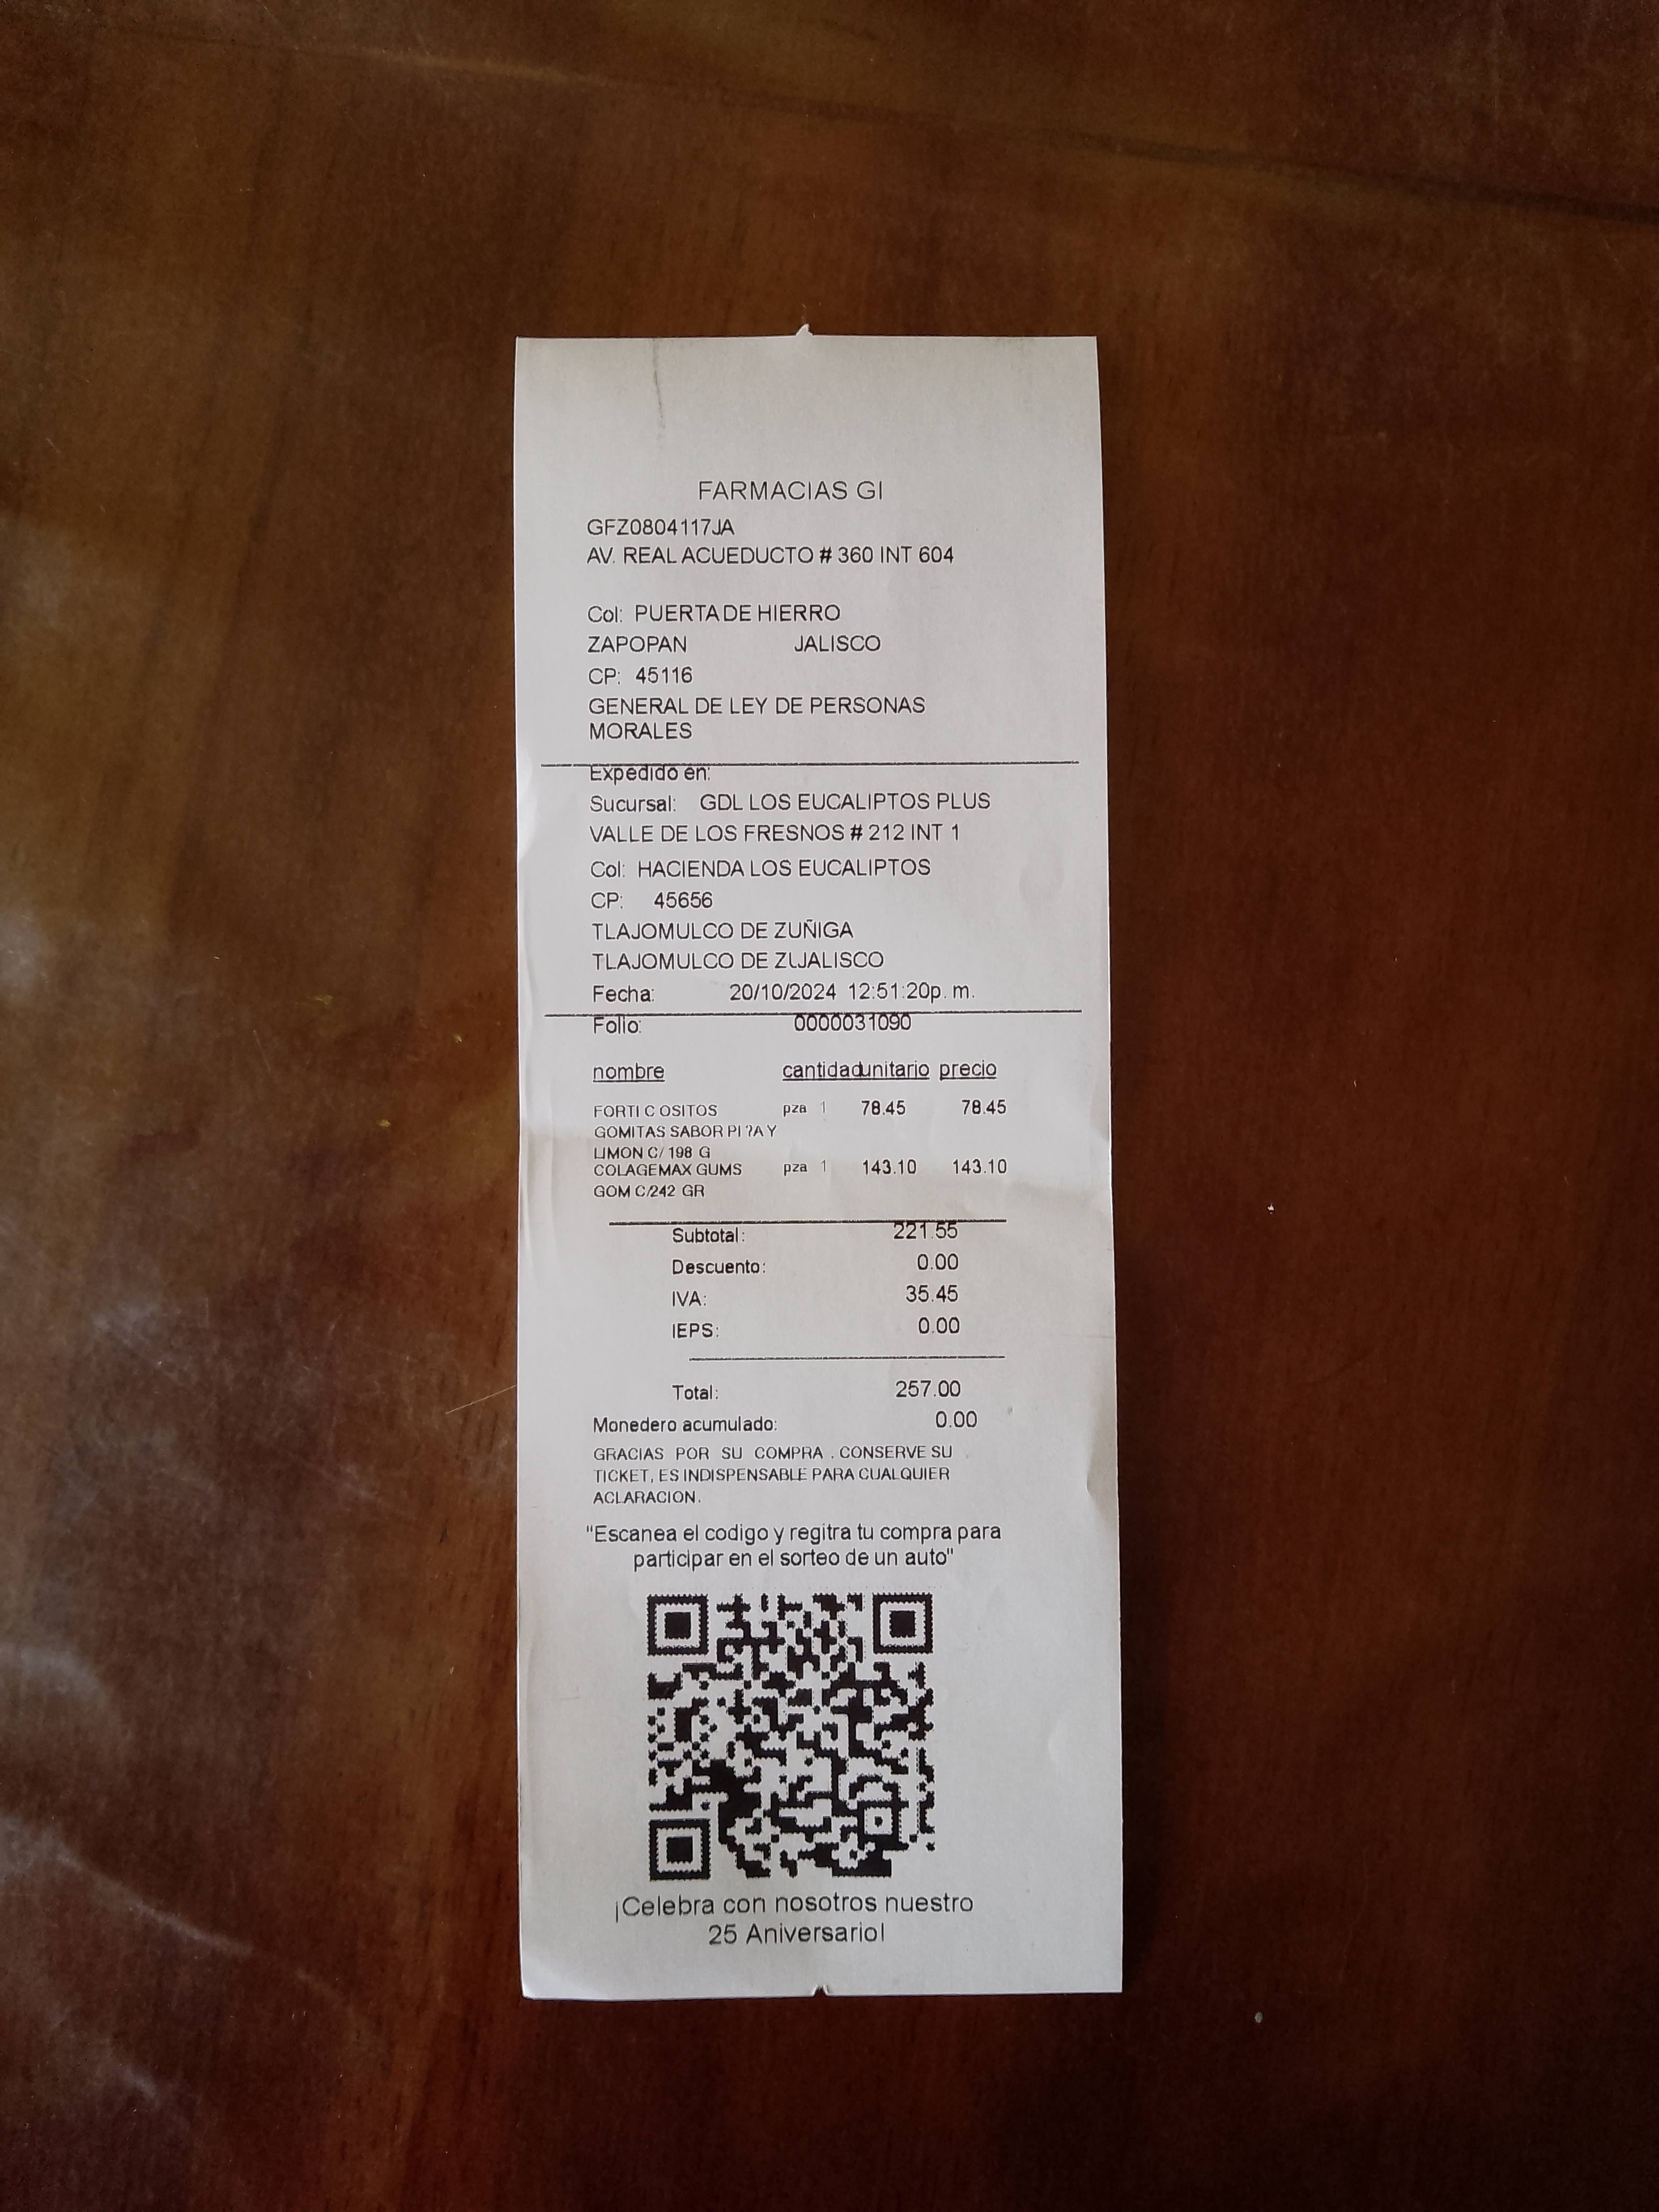 FARMACIAS GI
GFZ0804117JA
AV. REAL ACUEDUCTO # 360 INT 604
Col: PUERTA DE HIERRO
ZAPOPAN JALISCO
CP: 45116
GENERAL DE LEY DE PERSONAS
MORALES
Expedido en:
Sucursal: GDL LOS EUCALIPTOS PLUS
VALLE DE LOS FRESNOS # 212 INT 1
Col: HACIENDA LOS EUCALIPTOS
CP: 45656
TLAJOMULCO DE ZUÑIGA
TLAJOMULCO DE ZUJALISCO
Fecha: 20/10/2024 12:51:20p. m.
Folio: 0000031090
nombre cantidad unitario precio
FORTI C OSITOS pza 1 78.45 78.45
GOMITAS SABOR Y
LIMON C/ 198 G
COLAGEMAX GUMS pza 1 143.10 143.10
GOM C/242 GR
Subtotal: 221.55
Descuento: 0.00
IVA: 35.45
IEPS: 0.00
Total: 257.00
Monedero acumulado: 0.00
GRACIAS POR SU COMPRA . CONSERVE SU
TICKET, ES INDISPENSABLE PARA CUALQUIER
ACLARACION.
"Escanea el codigo y regitra tu compra para
participar en el sorteo de un auto"
¡Celebra con nosotros nuestro
25 Aniversario!